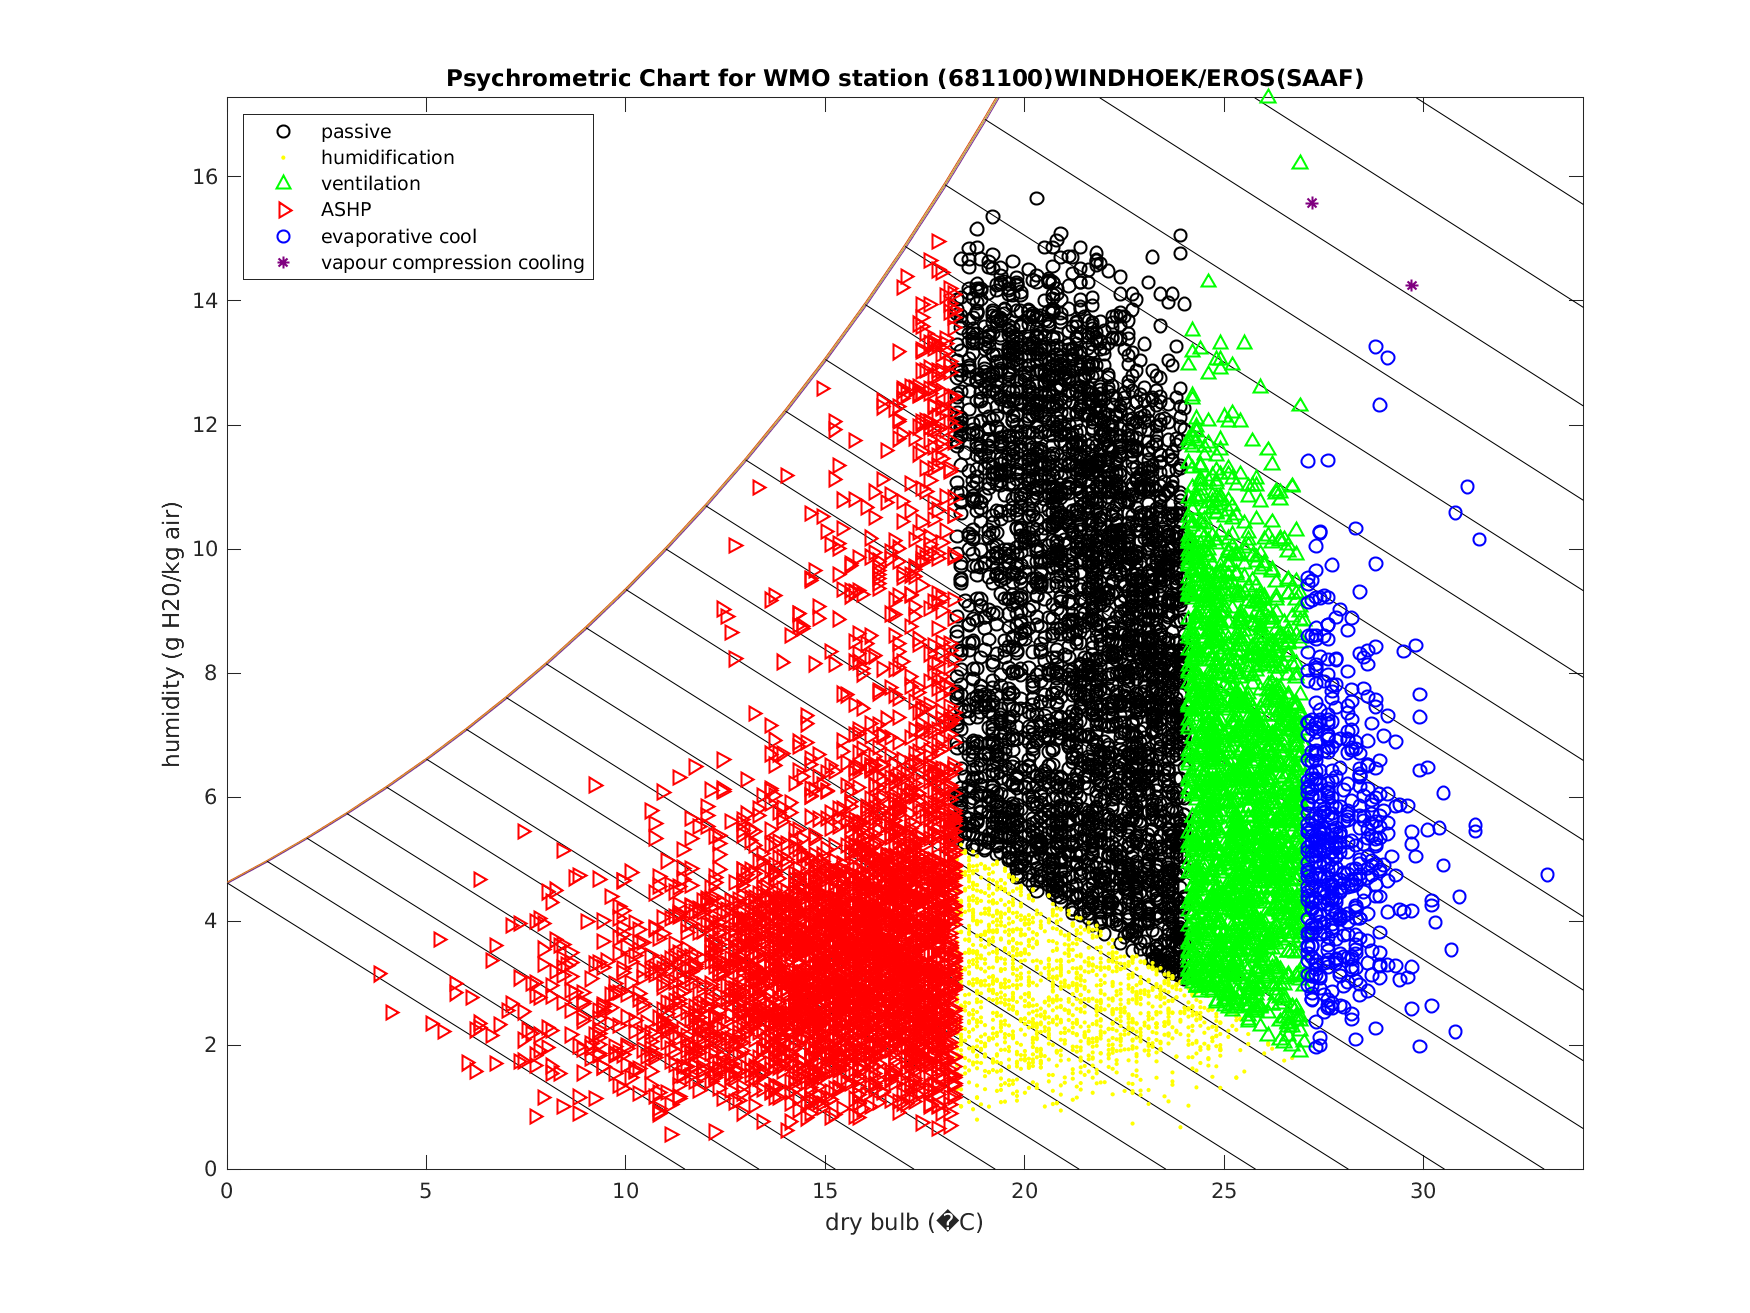 Psychrometric Chart for WMO station (681100)WINDHOEK/EROS(SAAF)
passive
humidification
ventilation
ASHP
evaporative cool
vapour compression cooling
humidity (g H20/kg air)
16
14
12
10
8
6
4
2
0
0 5 10 15 20 25 30
dry bulb (�C)